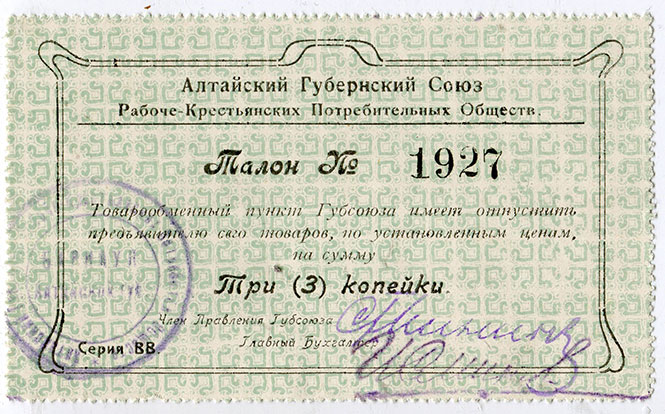 Алтайский Губернский Союз
Рабоче-Крестьянских Потребительных Обществ.
Талон № 1927
Товарообменный пункт Губсоюза имеет отпустить
предъявителю сего товаров, по установленным ценам,
на сумму
Три (3) копейки.
Член Правления Губсоюза
Главный Бухгалтер
Серия ВВ.
БАРНАУЛ